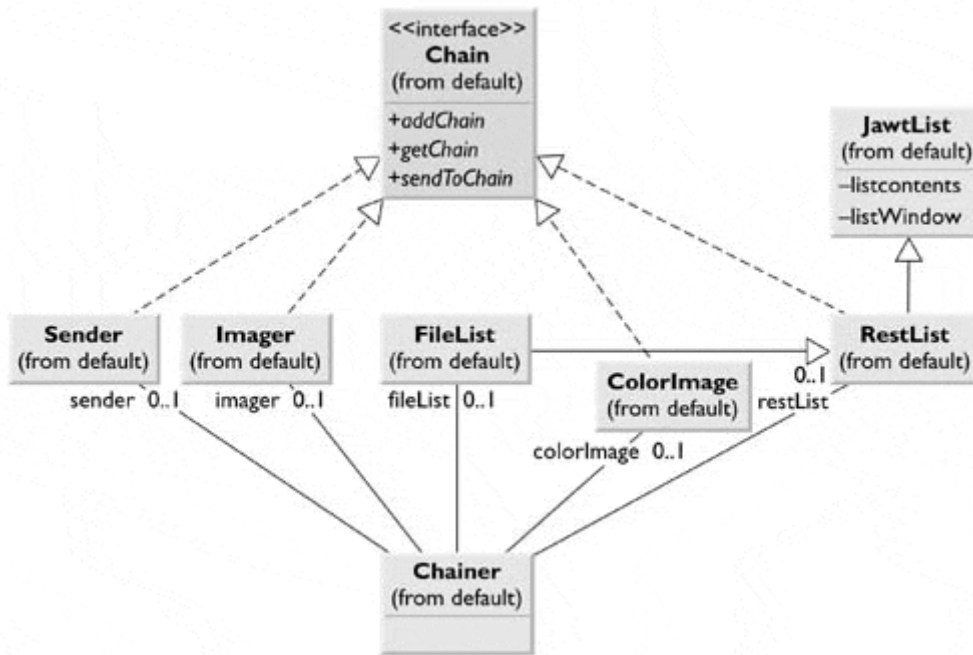 <<interface>>
Chain
(from default)
+addChain
+getChain
+sendToChain
JawtList
(from default)
–listcontents
–listWindow
Sender
(from default)
Imager
(from default)
FileList
(from default)
RestList
(from default)
ColorImage
(from default)
sender 0..1
imager 0..1
fileList 0..1
0..1
restList
colorImage 0..1
Chainer
(from default)